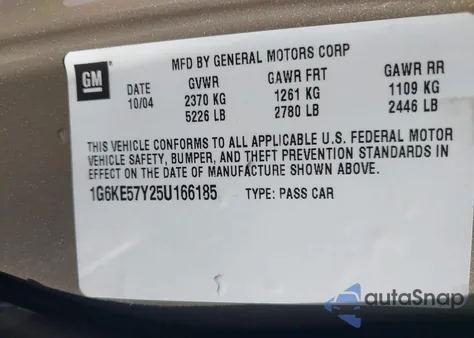 GM
MFD BY GENERAL MOTORS CORP
DATE GVWR GAWR FRT GAWR RR
10/04 2370 KG 1261 KG 1109 KG
5226 LB 2780 LB 2446 LB
THIS VEHICLE CONFORMS TO ALL APPLICABLE U.S. FEDERAL MOTOR
VEHICLE SAFETY, BUMPER, AND THEFT PREVENTION STANDARDS IN
EFFECT ON THE DATE OF MANUFACTURE SHOWN ABOVE.
1G6KE57Y25U166185 TYPE: PASS CAR
autoSnap